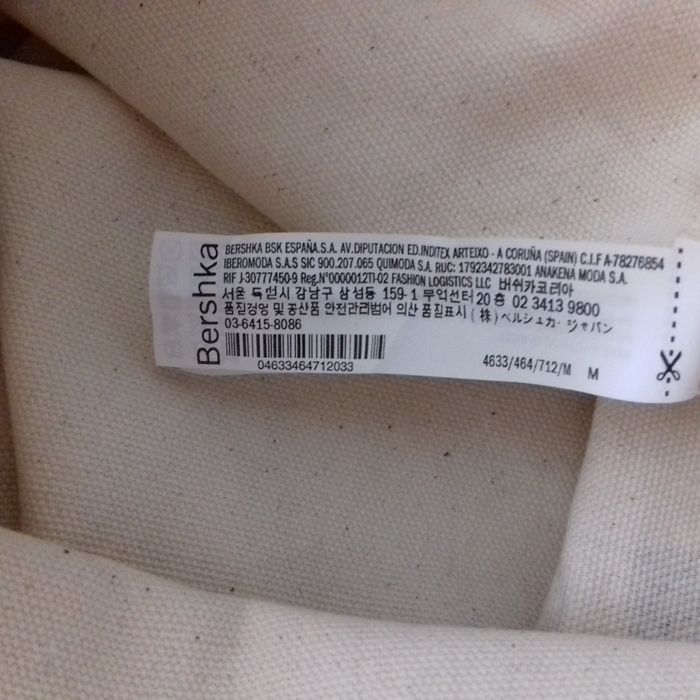 Bershka
BERSHKA BSK ESPAÑA.S.A. AV.DIPUTACION ED.INDITEX ARTEIXO - A CORUÑA (SPAIN) C.I.F A-78276854
IBEROMODA S.A.S SIC 900.207.065 QUIMODA S.A. RUC: 1792342783001 ANAKENA MODA S.A.
RIF J-30777450-9 Reg.N°0000012TI-02 FASHION LOGISTICS LLC 버쉬카코리아
서울 특별시 강남구 삼성동 159-1 무역센터 20층 02 3413 9800
품질경영 및 공산품 안전관리법어 의산 품질표시 (株) ベルシュカ・ジャパン
03-6415-8086
04633464712033
4633/464/712/M M